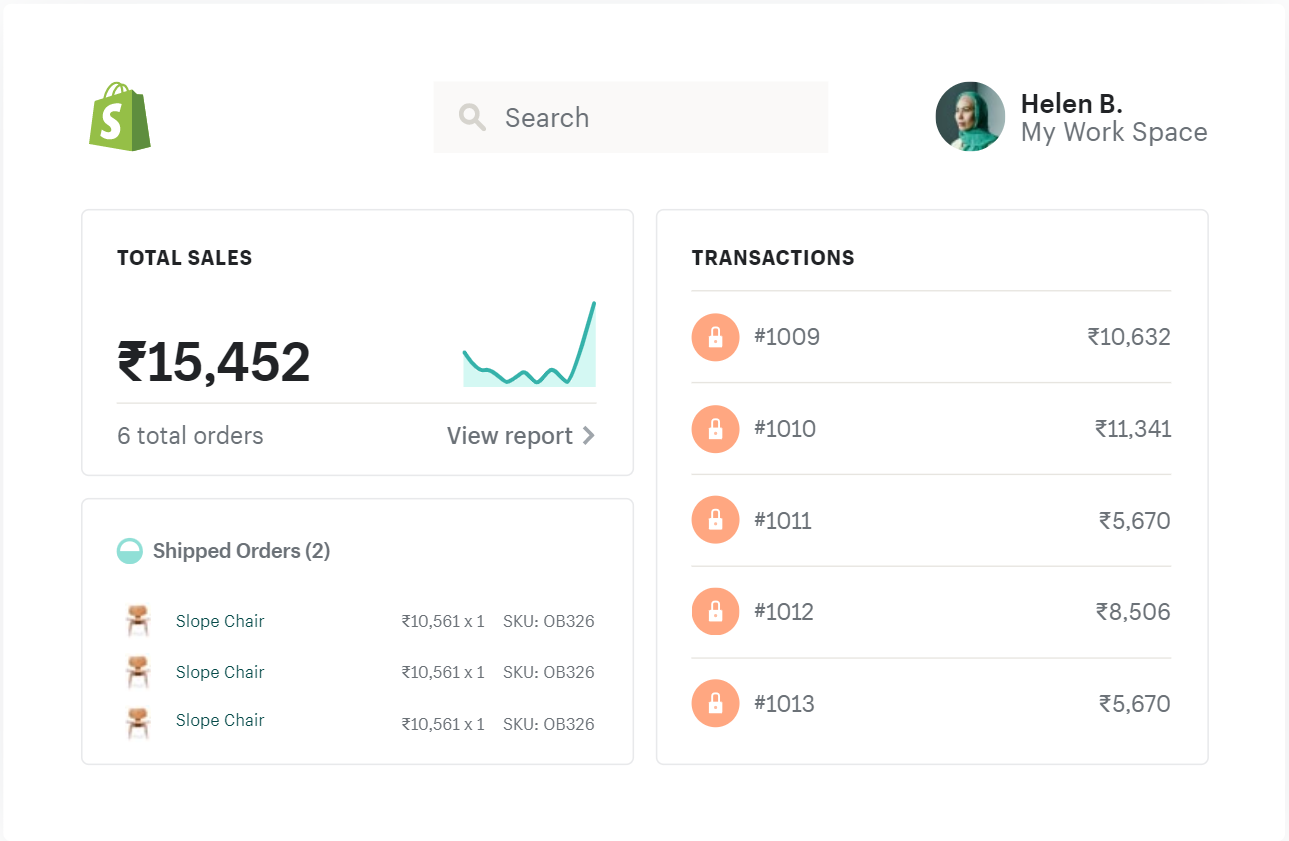 S
Search
Helen B.
My Work Space
TOTAL SALES
₹15,452
6 total orders
View report
Shipped Orders (2)
Slope Chair ₹10,561 x 1 SKU: OB326
Slope Chair ₹10,561 x 1 SKU: OB326
Slope Chair ₹10,561 x 1 SKU: OB326
TRANSACTIONS
#1009 ₹10,632
#1010 ₹11,341
#1011 ₹5,670
#1012 ₹8,506
#1013 ₹5,670